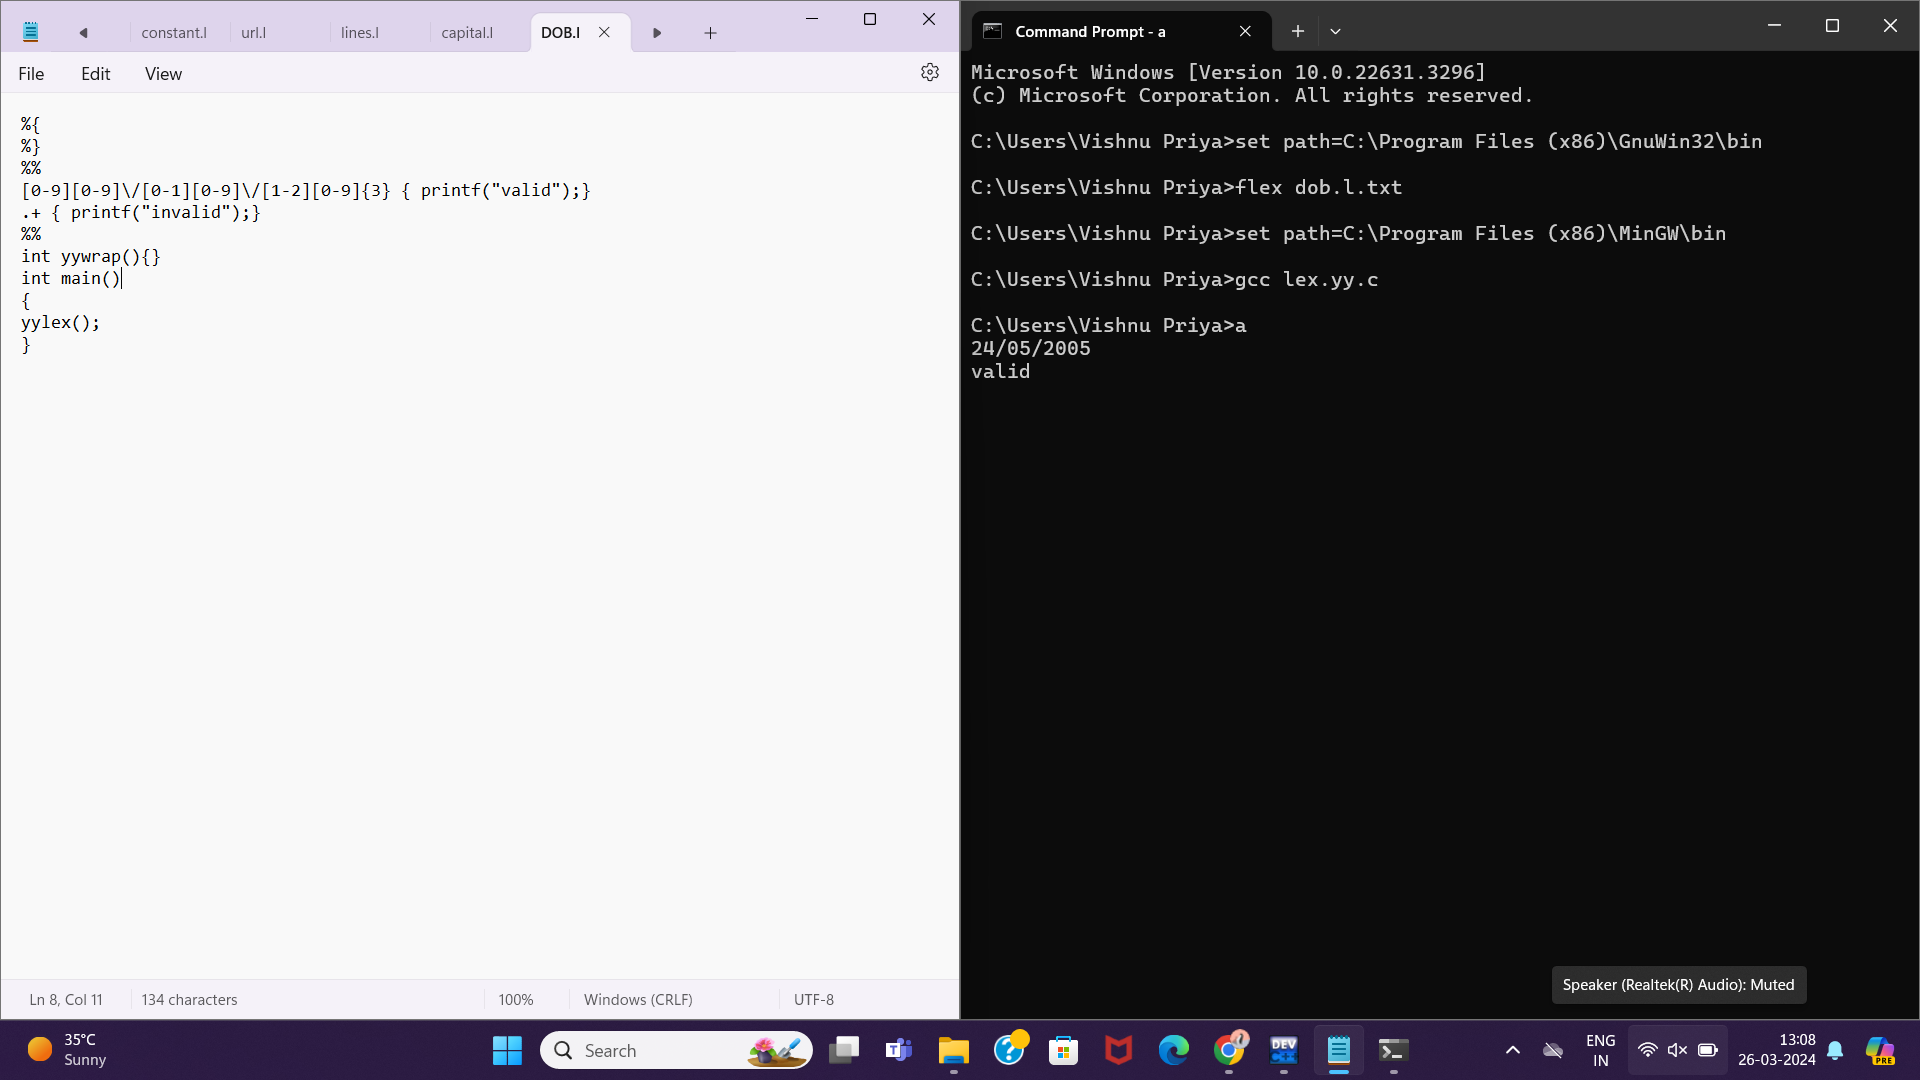 constant.l url.l lines.l capital.l DOB.l
File Edit View
%{
%}
%%
[0-9][0-9]\/[0-1][0-9]\/[1-2][0-9]{3} { printf("valid");}
.+ { printf("invalid");}
%%
int yywrap(){}
int main()
{
yylex();
}
Ln 8, Col 11 134 characters 100% Windows (CRLF) UTF-8
Command Prompt - a
Microsoft Windows [Version 10.0.22631.3296]
(c) Microsoft Corporation. All rights reserved.
C:\Users\Vishnu Priya>set path=C:\Program Files (x86)\GnuWin32\bin
C:\Users\Vishnu Priya>flex dob.l.txt
C:\Users\Vishnu Priya>set path=C:\Program Files (x86)\MinGW\bin
C:\Users\Vishnu Priya>gcc lex.yy.c
C:\Users\Vishnu Priya>a
24/05/2005
valid
Speaker (Realtek(R) Audio): Muted
35°C
Sunny
Search
DEV
C++
ENG
IN
13:08
26-03-2024
PRE